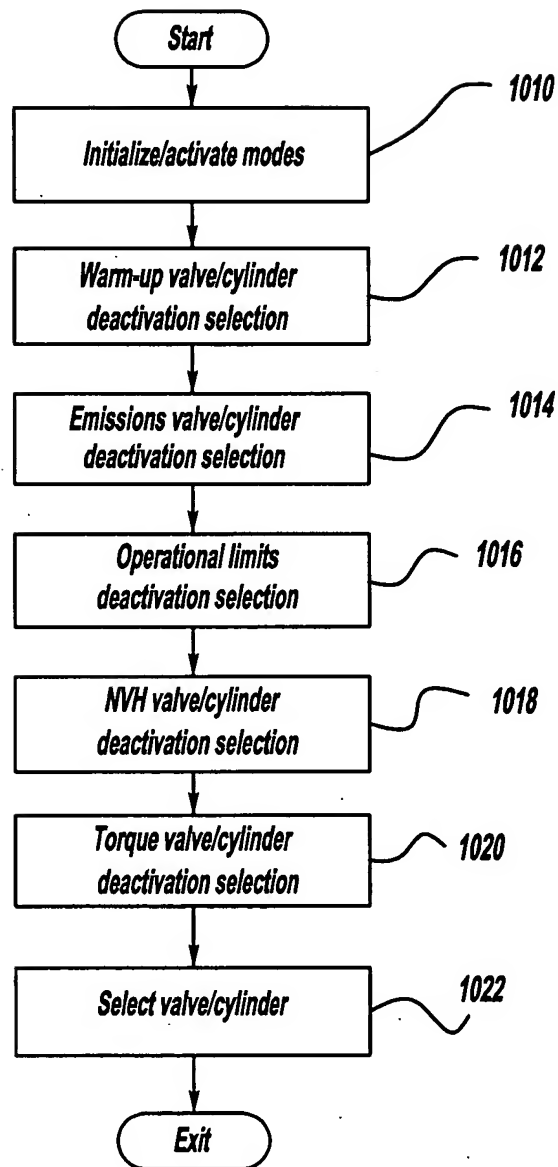 Start
Initialize/activate modes
1010
Warm-up valve/cylinder
deactivation selection
1012
Emissions valve/cylinder
deactivation selection
1014
Operational limits
deactivation selection
1016
NVH valve/cylinder
deactivation selection
1018
Torque valve/cylinder
deactivation selection
1020
Select valve/cylinder
1022
Exit